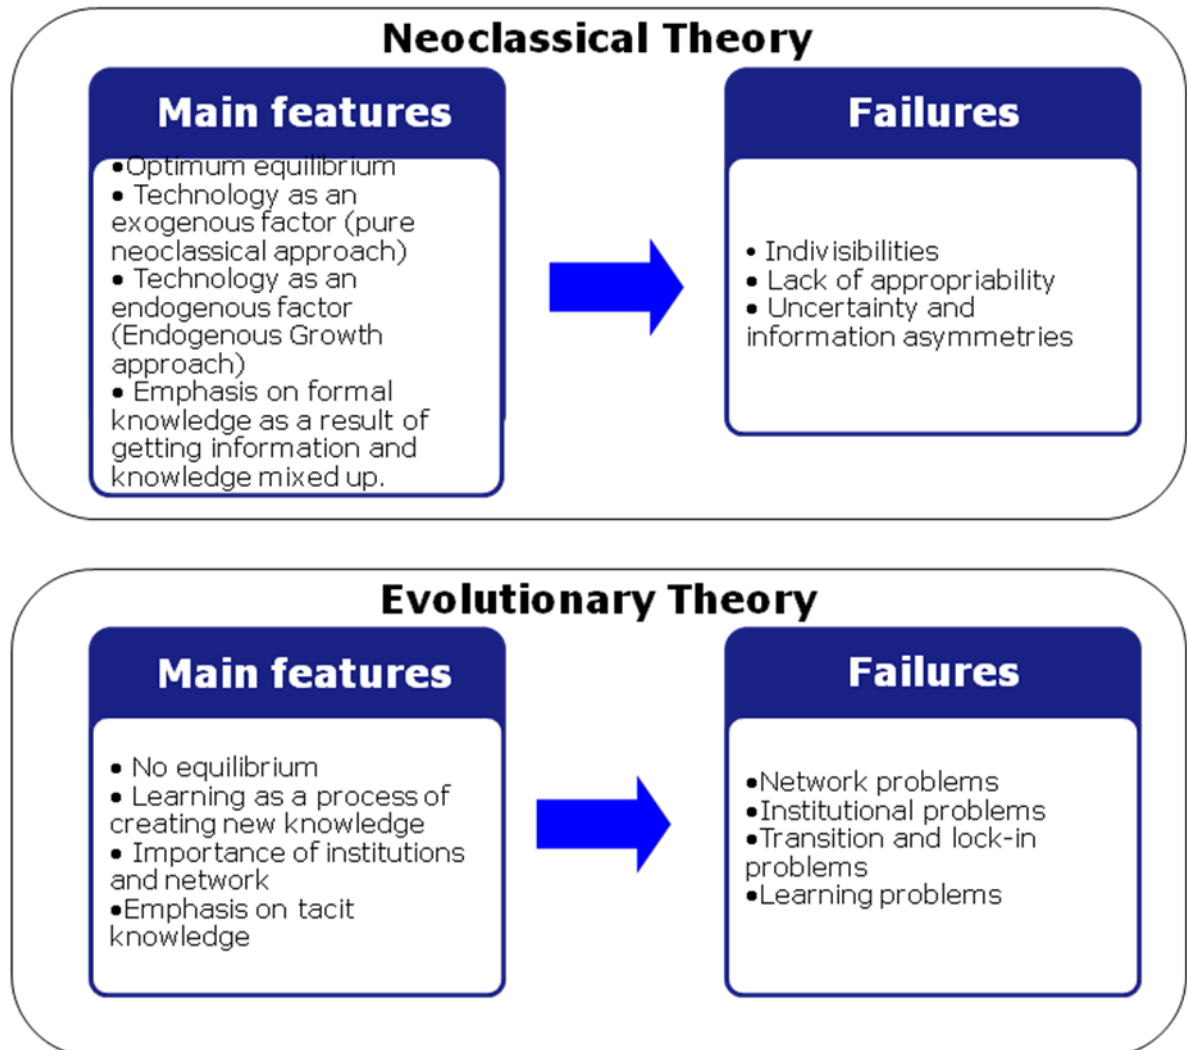 Neoclassical Theory
Main features
•Optimum equilibrium
• Technology as an
exogenous factor (pure
neoclassical approach)
• Technology as an
endogenous factor
(Endogenous Growth
approach)
• Emphasis on formal
knowledge as a result of
getting information and
knowledge mixed up.
Failures
• Indivisibilities
• Lack of appropriability
• Uncertainty and
information asymmetries
Evolutionary Theory
Main features
• No equilibrium
• Learning as a process of
creating new knowledge
• Importance of institutions
and network
•Emphasis on tacit
knowledge
Failures
•Network problems
•Institutional problems
•Transition and lock-in
problems
•Learning problems